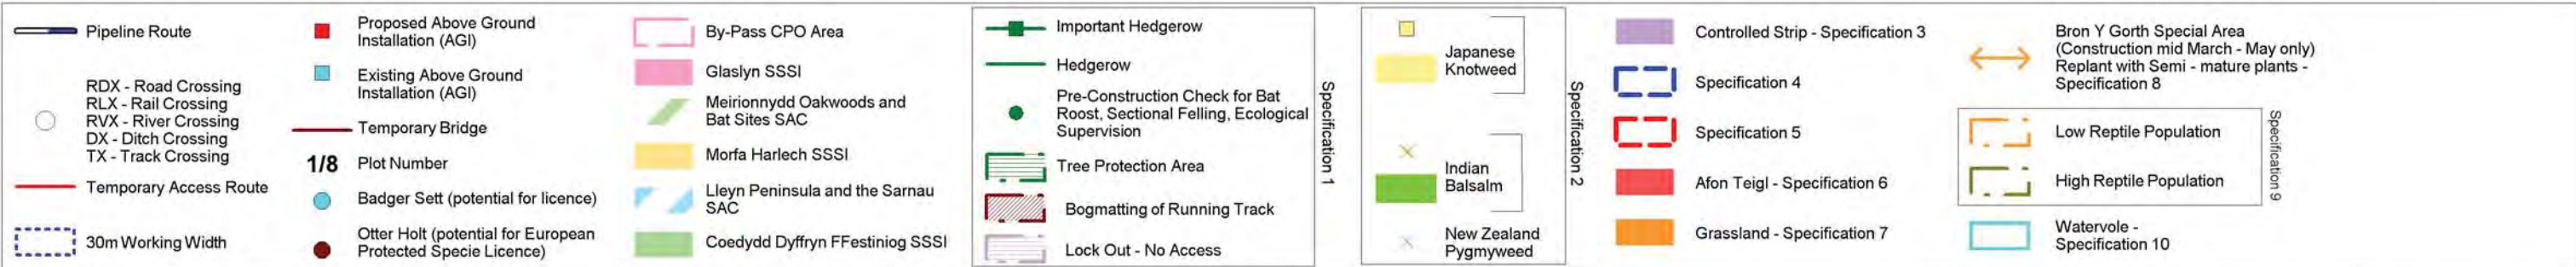 Pipeline Route
RDX - Road Crossing
RLX - Rail Crossing
RVX - River Crossing
DX - Ditch Crossing
TX - Track Crossing
Temporary Access Route
30m Working Width
Proposed Above Ground
Installation (AGI)
Existing Above Ground
Installation (AGI)
Temporary Bridge
1/8 Plot Number
Badger Sett (potential for licence)
Otter Holt (potential for European
Protected Specie Licence)
By-Pass CPO Area
Glaslyn SSSI
Meirionnydd Oakwoods and
Bat Sites SAC
Morfa Harlech SSSI
Lleyn Peninsula and the Sarnau
SAC
Coedydd Dyffryn FFestiniog SSSI
Important Hedgerow
Hedgerow
Pre-Construction Check for Bat
Roost, Sectional Felling, Ecological
Supervision
Tree Protection Area
Bogmatting of Running Track
Lock Out - No Access
Specification 1
Japanese
Knotweed
Indian
Balsalm
New Zealand
Pygmyweed
Specification 2
Controlled Strip - Specification 3
Specification 4
Specification 5
Afon Teigl - Specification 6
Grassland - Specification 7
Bron Y Gorth Special Area
(Construction mid March - May only)
Replant with Semi - mature plants -
Specification 8
Low Reptile Population
High Reptile Population
Specification 9
Watervole -
Specification 10